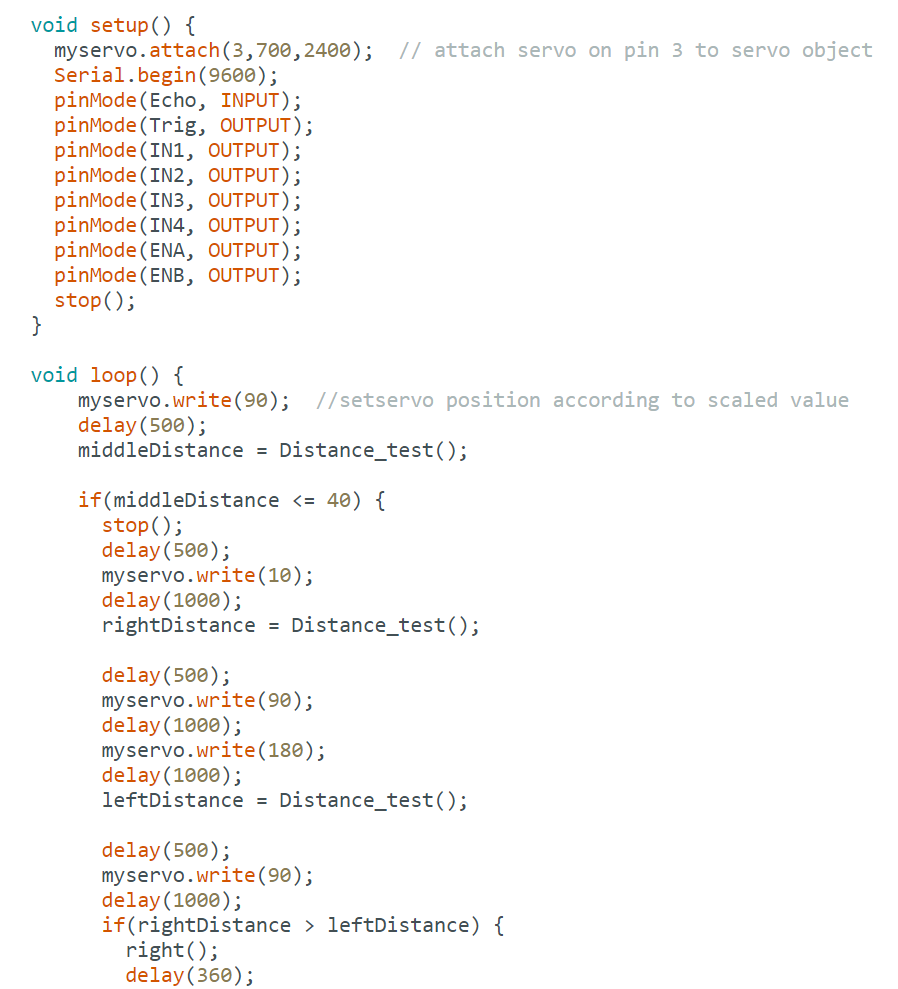 void setup() {
  myservo.attach(3,700,2400);  // attach servo on pin 3 to servo object
  Serial.begin(9600);
  pinMode(Echo, INPUT);
  pinMode(Trig, OUTPUT);
  pinMode(IN1, OUTPUT);
  pinMode(IN2, OUTPUT);
  pinMode(IN3, OUTPUT);
  pinMode(IN4, OUTPUT);
  pinMode(ENA, OUTPUT);
  pinMode(ENB, OUTPUT);
  stop();
}

void loop() {
    myservo.write(90);  //setservo position according to scaled value
    delay(500);
    middleDistance = Distance_test();

    if(middleDistance <= 40) {
      stop();
      delay(500);
      myservo.write(10);
      delay(1000);
      rightDistance = Distance_test();

      delay(500);
      myservo.write(90);
      delay(1000);
      myservo.write(180);
      delay(1000);
      leftDistance = Distance_test();

      delay(500);
      myservo.write(90);
      delay(1000);
      if(rightDistance > leftDistance) {
        right();
        delay(360);